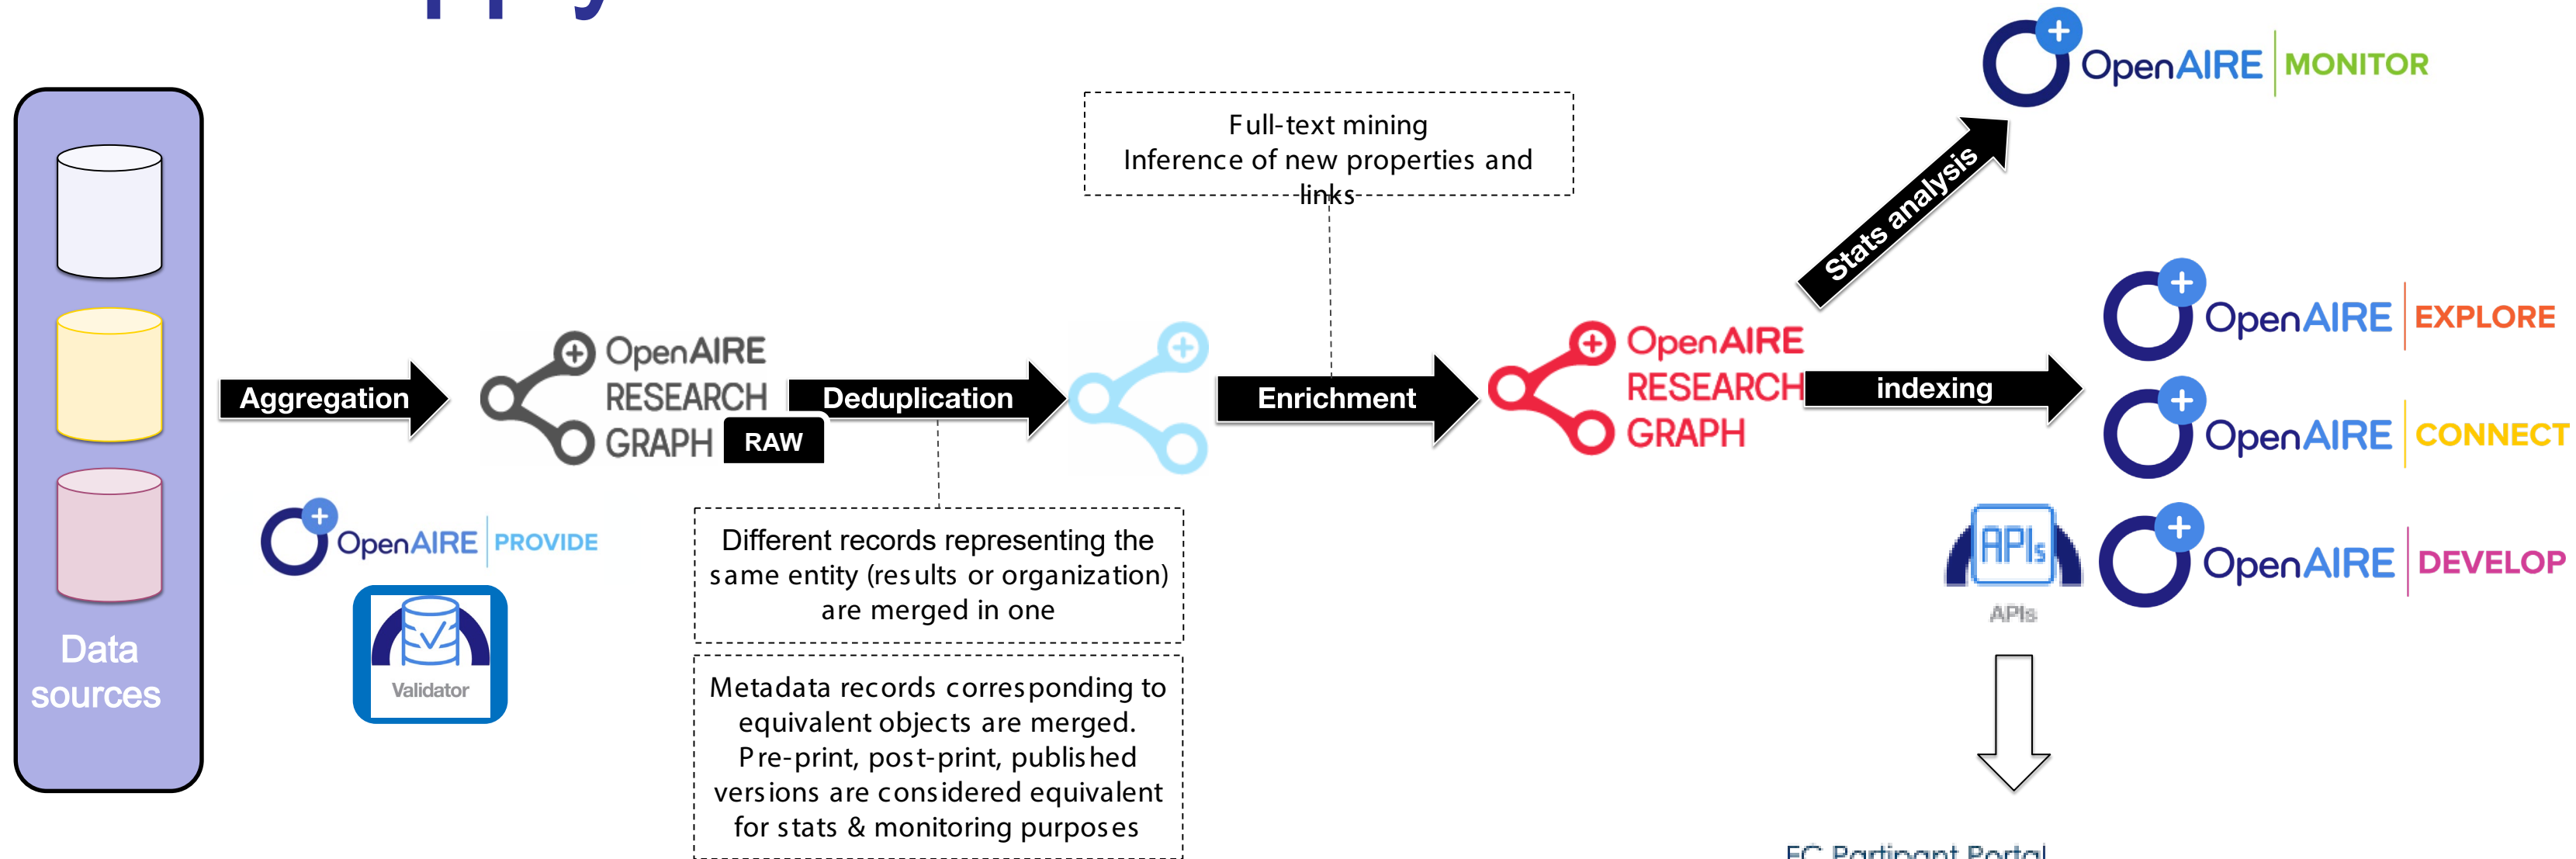 OpenAIRE | MONITOR
Full-text mining
Inference of new properties and
links
Stats analysis
OpenAIRE | EXPLORE
Aggregation
OpenAIRE
RESEARCH
GRAPH
RAW
Deduplication
Enrichment
OpenAIRE
RESEARCH
GRAPH
indexing
OpenAIRE | CONNECT
OpenAIRE | PROVIDE
Validator
Different records representing the
same entity (results or organization)
are merged in one
APIs
APIs
OpenAIRE | DEVELOP
Data
sources
Metadata records corresponding to
equivalent objects are merged.
Pre-print, post-print, published
versions are considered equivalent
for stats & monitoring purposes
EC Partipant Portal